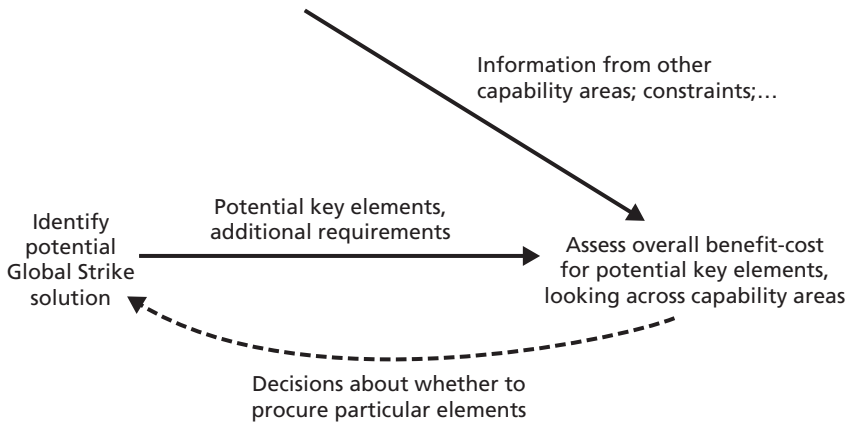 Information from other
capability areas; constraints;…
Potential key elements,
additional requirements
Identify
potential
Global Strike
solution
Assess overall benefit-cost
for potential key elements,
looking across capability areas
Decisions about whether to
procure particular elements